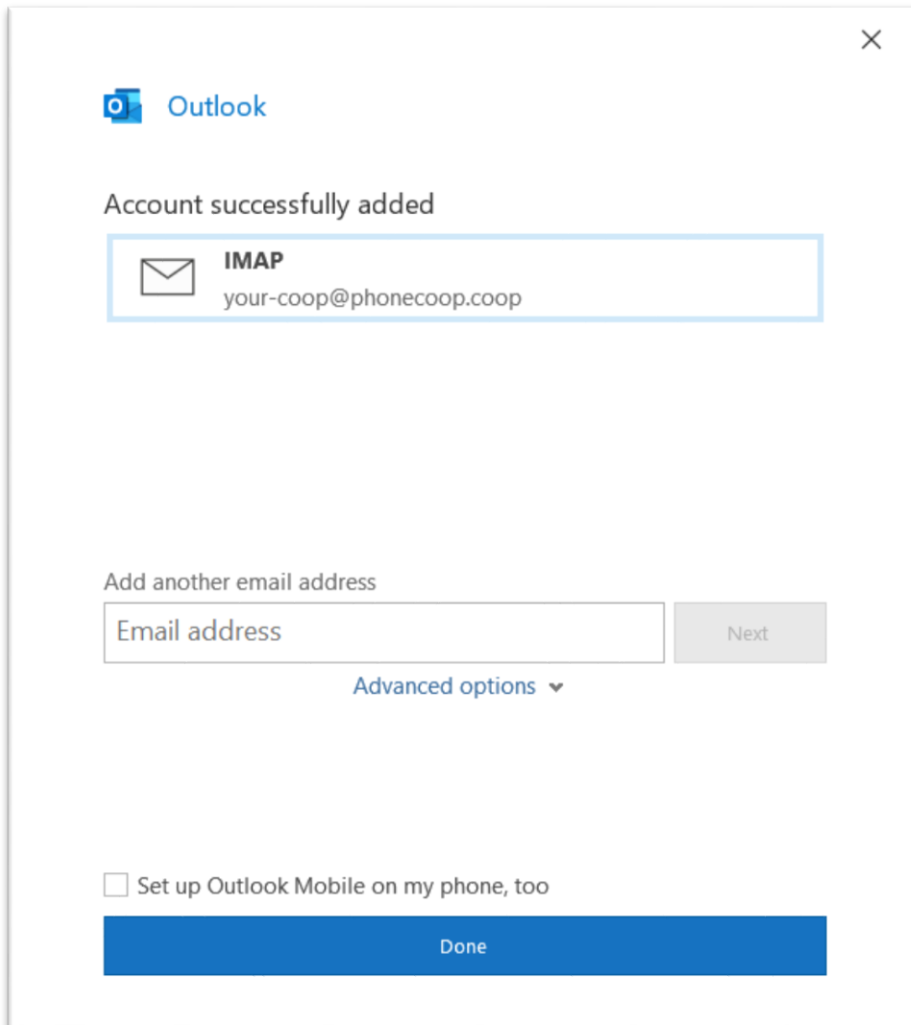 Outlook
Account successfully added
IMAP
your-coop@phonecoop.coop
Add another email address
Email address
Next
Advanced options
Set up Outlook Mobile on my phone, too
Done